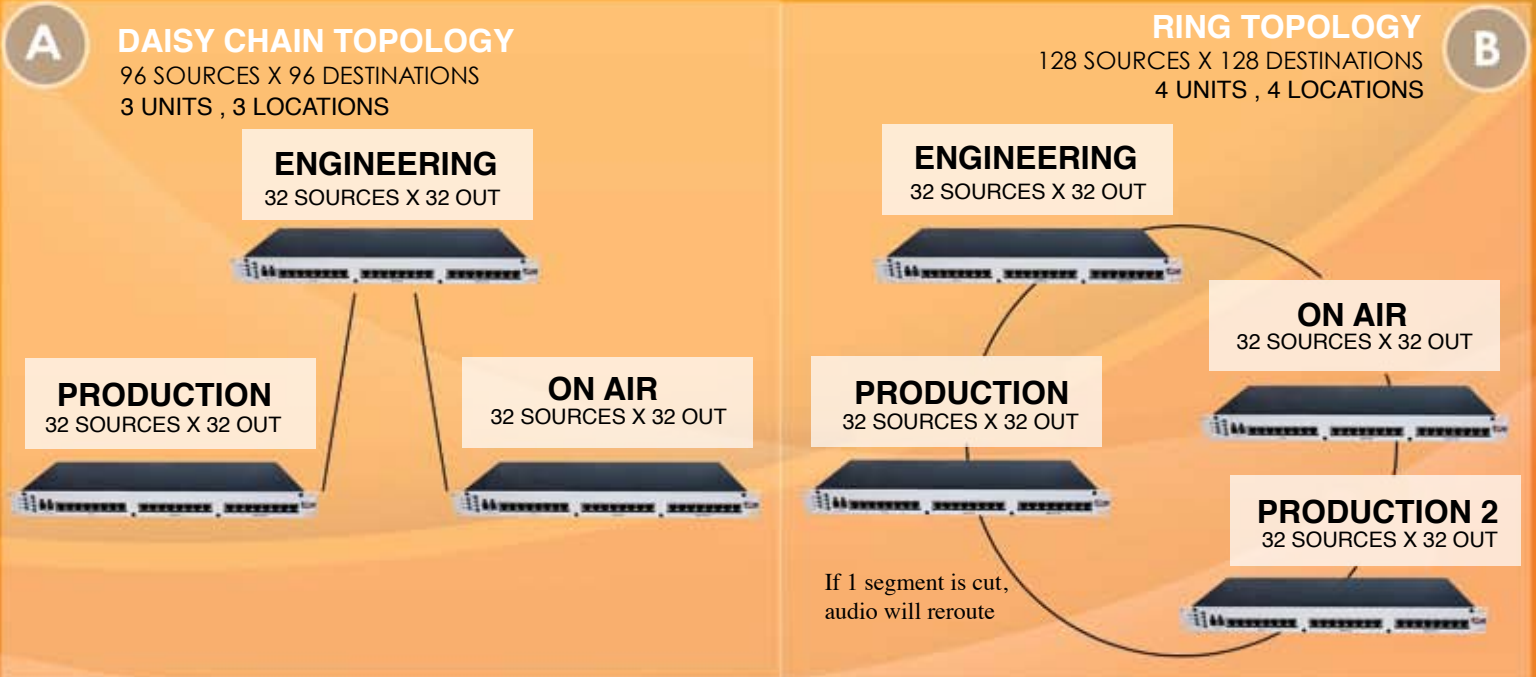 A
DAISY CHAIN TOPOLOGY
96 SOURCES X 96 DESTINATIONS
3 UNITS , 3 LOCATIONS
ENGINEERING
32 SOURCES X 32 OUT
PRODUCTION
32 SOURCES X 32 OUT
ON AIR
32 SOURCES X 32 OUT
B
RING TOPOLOGY
128 SOURCES X 128 DESTINATIONS
4 UNITS , 4 LOCATIONS
ENGINEERING
32 SOURCES X 32 OUT
ON AIR
32 SOURCES X 32 OUT
PRODUCTION
32 SOURCES X 32 OUT
PRODUCTION 2
32 SOURCES X 32 OUT
If 1 segment is cut,
audio will reroute